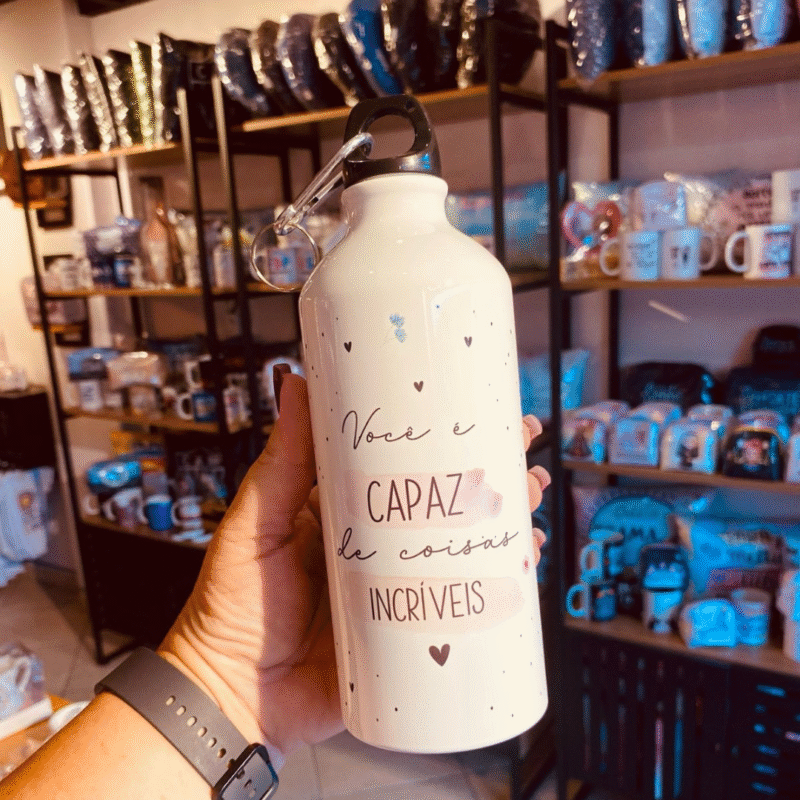 Você é
CAPAZ
de coisas
INCRÍVEIS